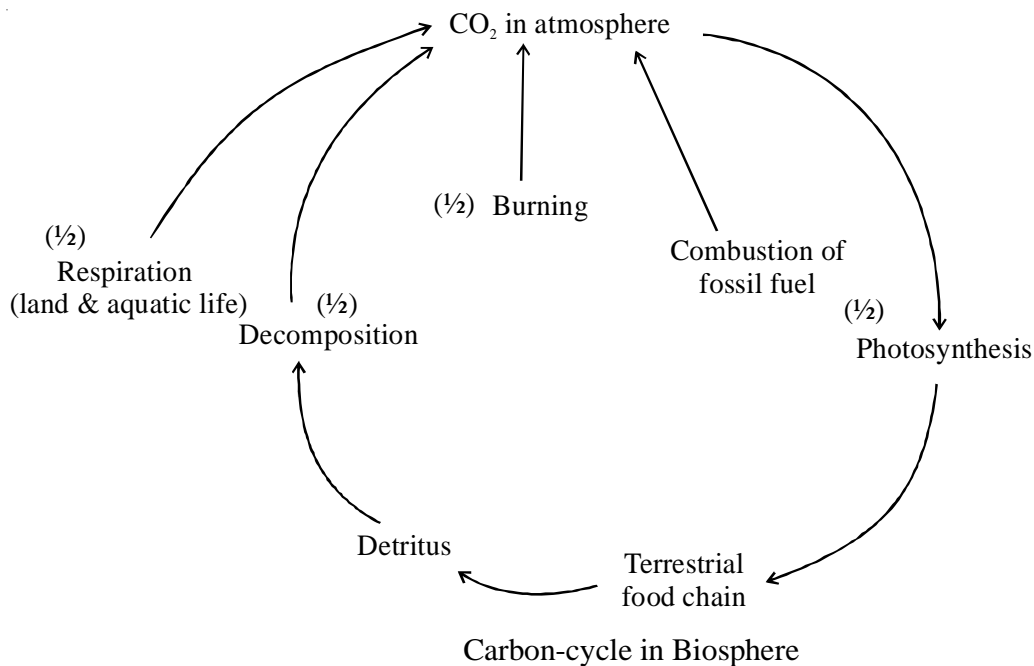 CO₂ in atmosphere
(½) Burning
(½)
Respiration
(land & aquatic life)
Combustion of
fossil fuel
(½)
Decomposition
(½)
Photosynthesis
Detritus
Terrestrial
food chain
Carbon-cycle in Biosphere